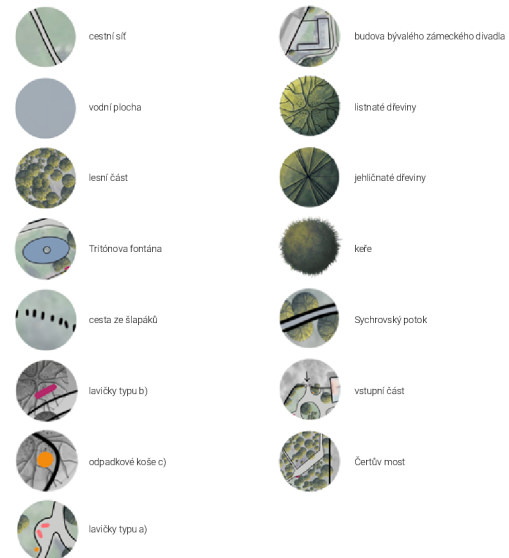 cestní síť
vodní plocha
lesní část
Tritónova fontána
cesta ze šlapáků
lavičky typu b)
odpadkové koše c)
lavičky typu a)
budova bývalého zámeckého divadla
listnaté dřeviny
jehličnaté dřeviny
keře
Sychrovský potok
vstupní část
Čertův most